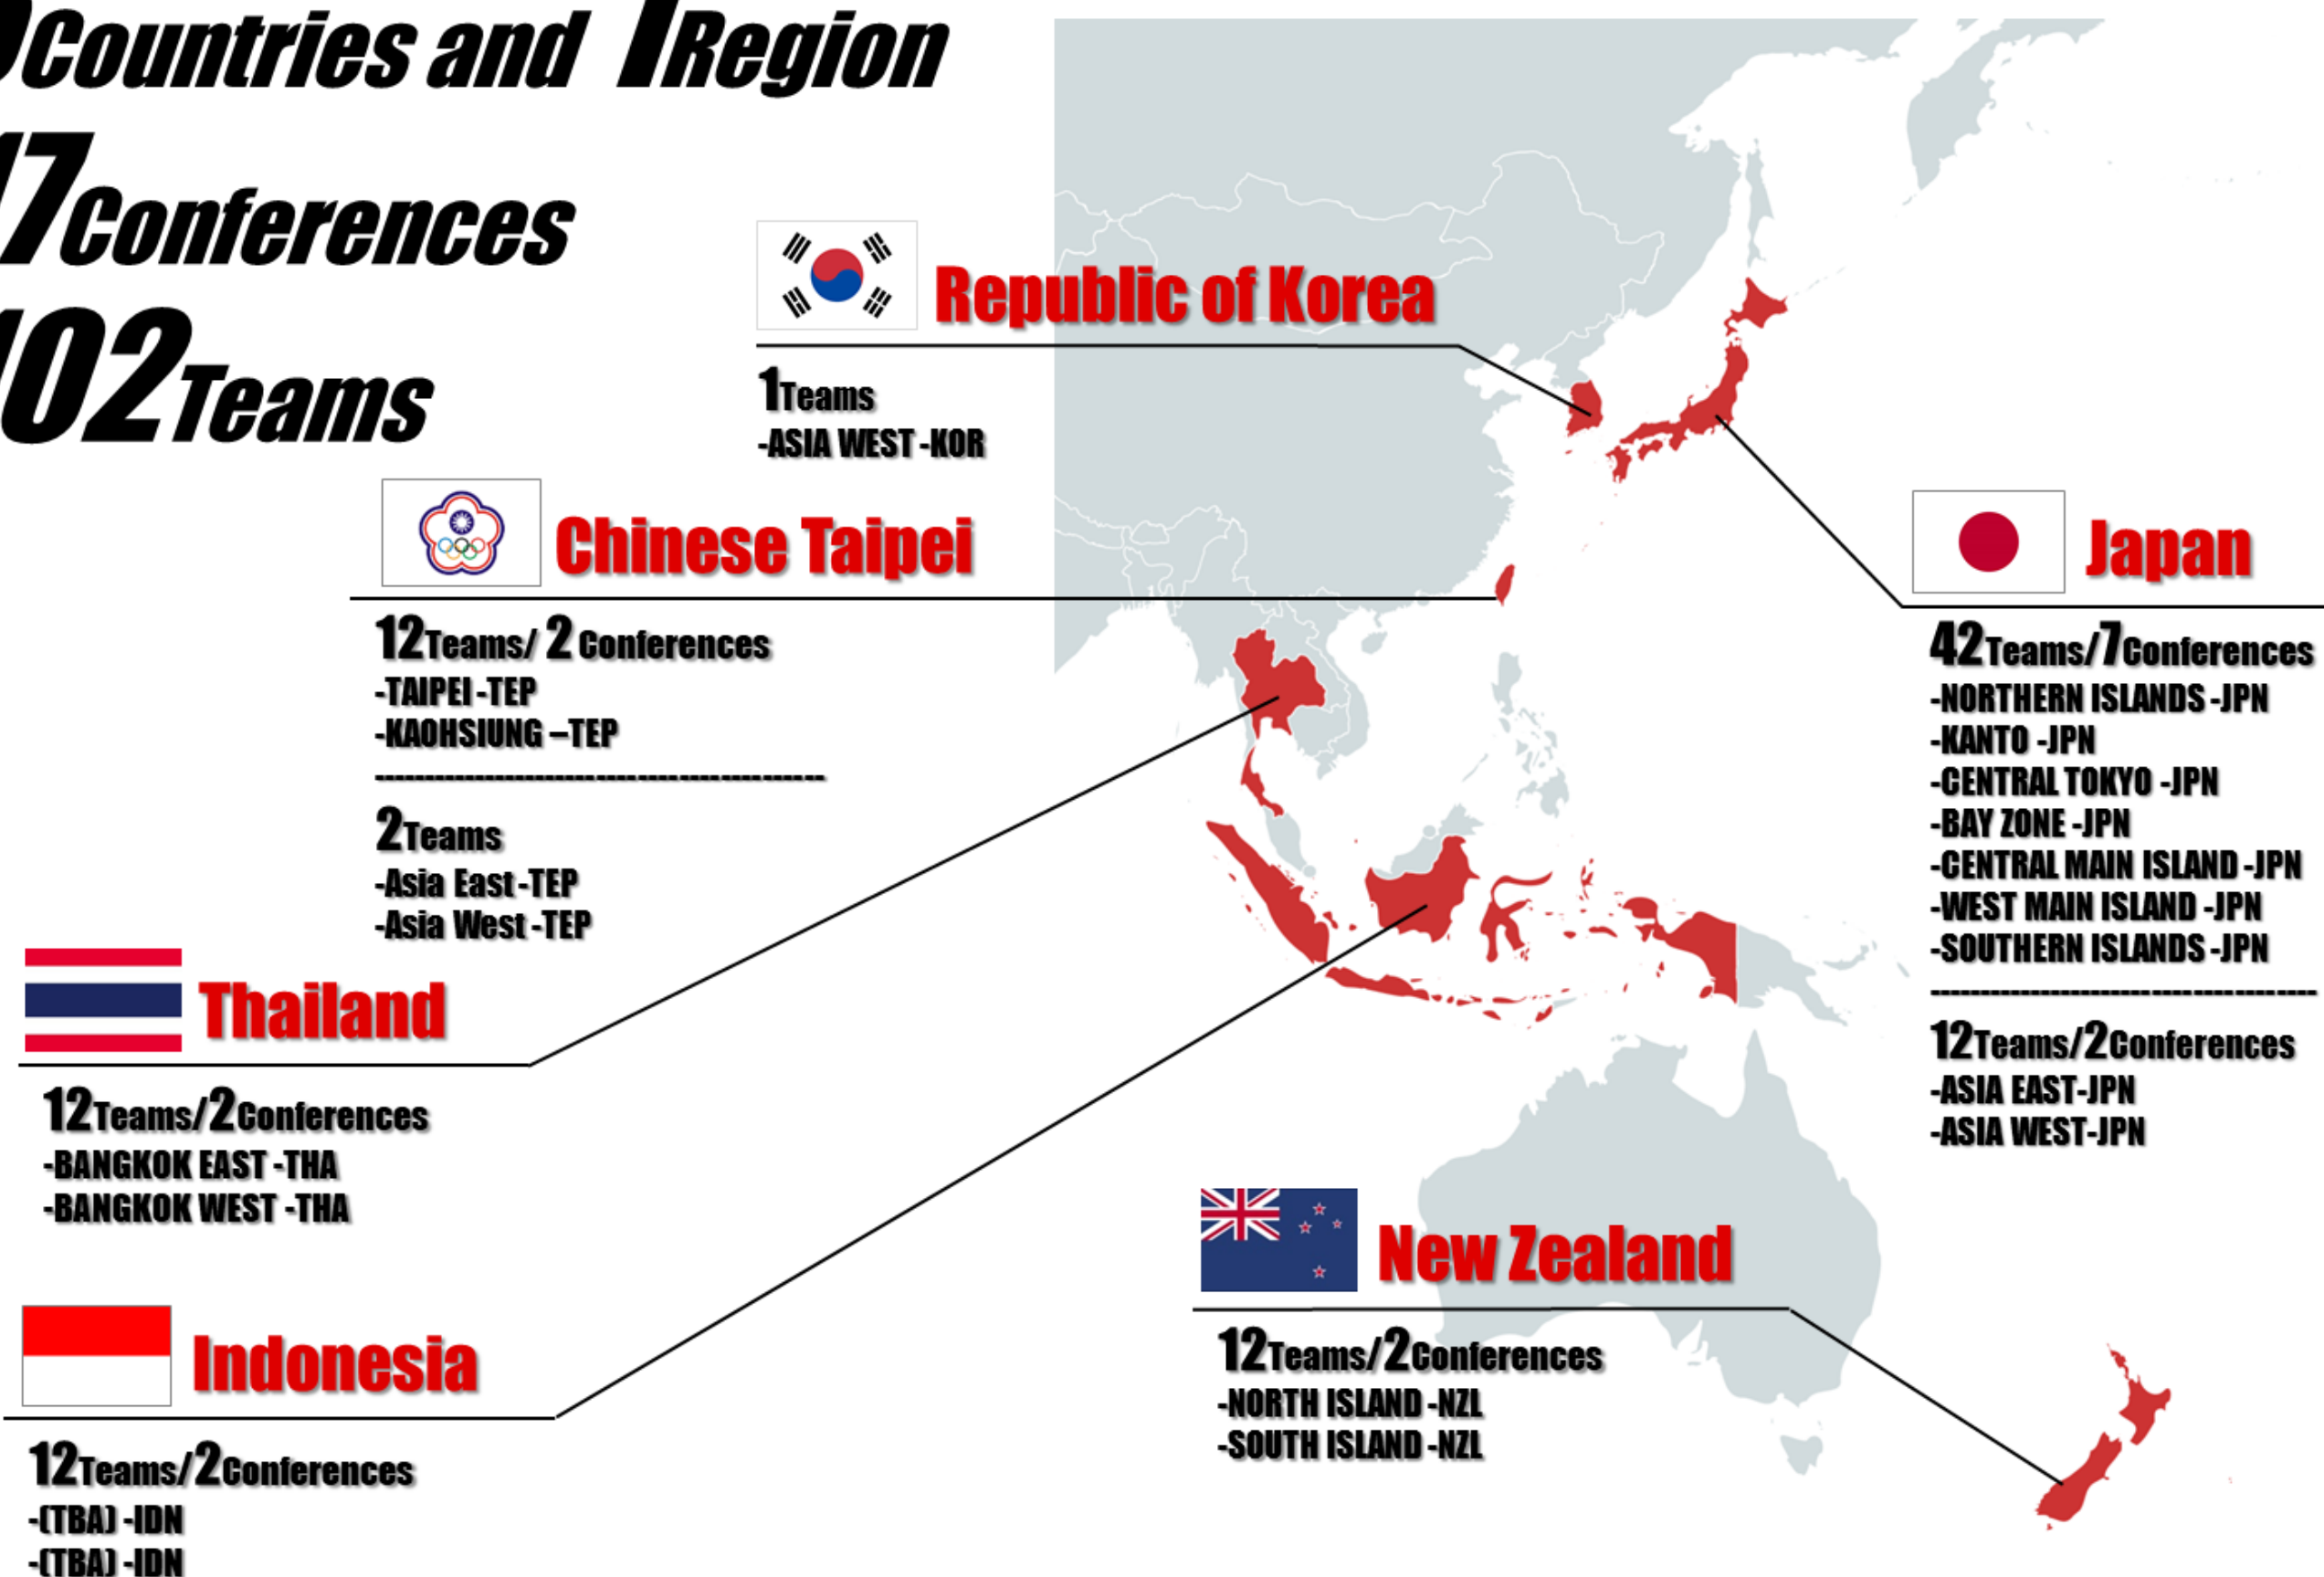 Countries and 1Region
17Conferences
102Teams
Republic of Korea
1Teams
-ASIA WEST -KOR
Chinese Taipei
12Teams/ 2 Conferences
-TAIPEI -TEP
-KAOHSIUNG –TEP
---------------------------------------------
2Teams
-Asia East -TEP
-Asia West -TEP
Thailand
12Teams/2Conferences
-BANGKOK EAST -THA
-BANGKOK WEST -THA
Indonesia
12Teams/2Conferences
-(TBA) -IDN
-(TBA) -IDN
Japan
42Teams/7Conferences
-NORTHERN ISLANDS -JPN
-KANTO -JPN
-CENTRAL TOKYO -JPN
-BAY ZONE -JPN
-CENTRAL MAIN ISLAND -JPN
-WEST MAIN ISLAND -JPN
-SOUTHERN ISLANDS -JPN
---------------------------------------
12Teams/2Conferences
-ASIA EAST-JPN
-ASIA WEST-JPN
New Zealand
12Teams/2Conferences
-NORTH ISLAND -NZL
-SOUTH ISLAND -NZL